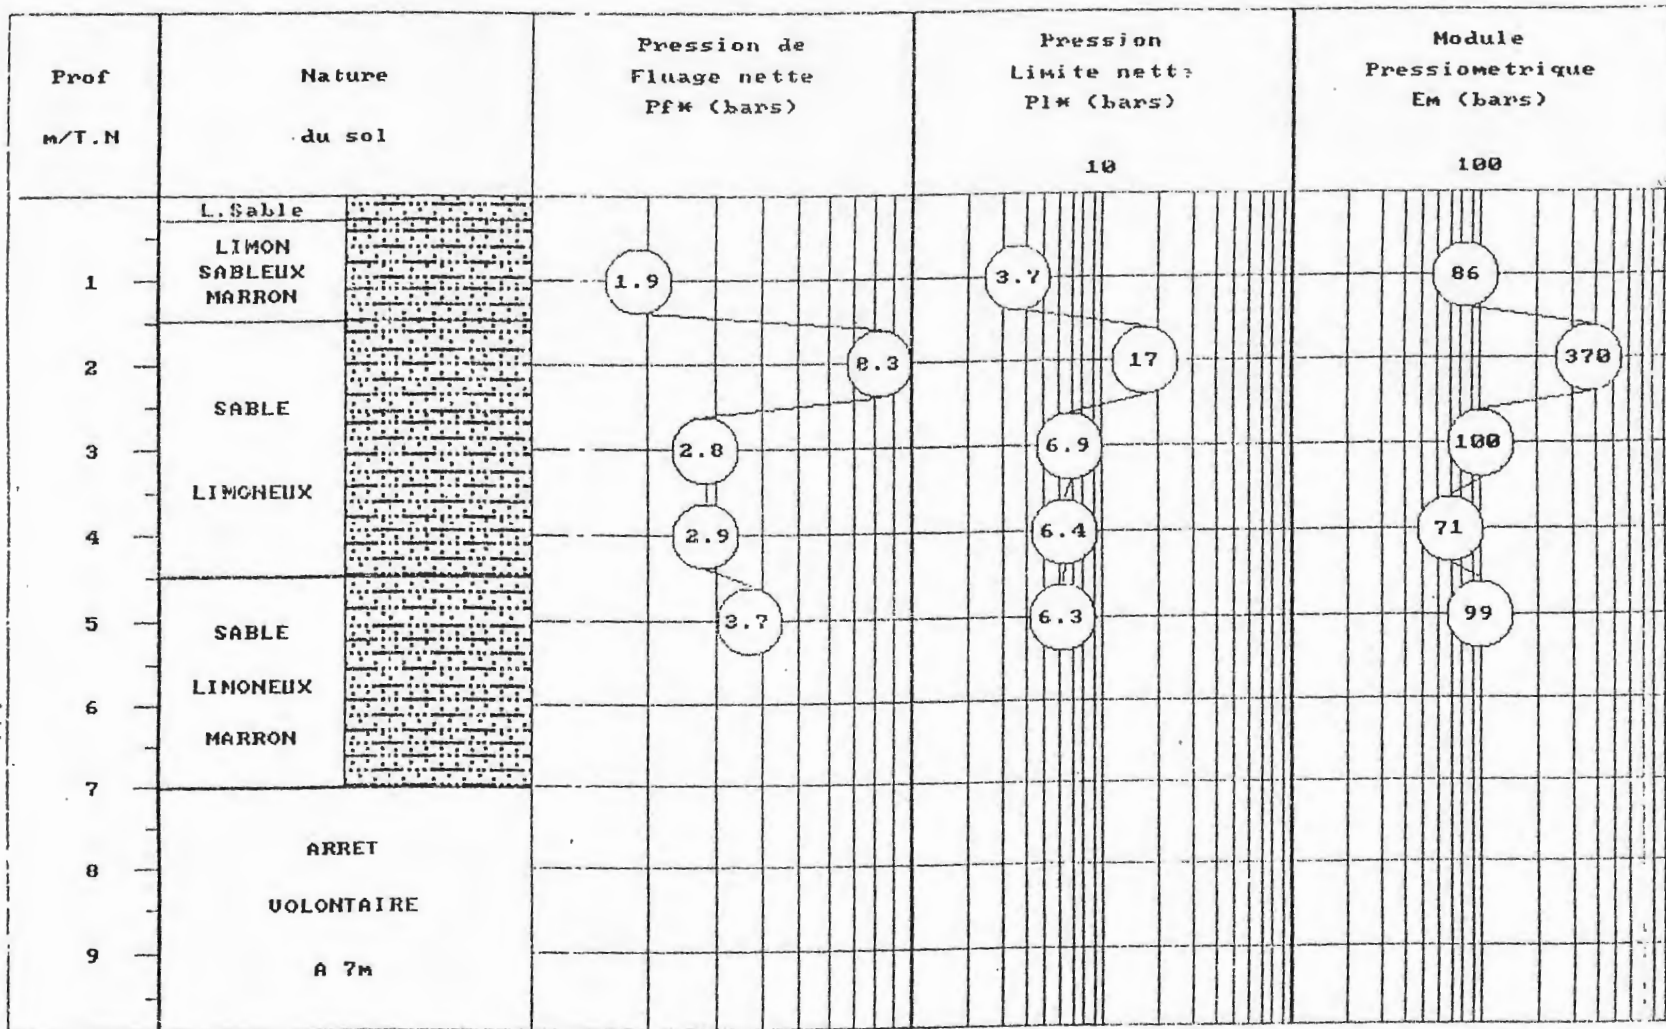 Prof
m/T.N
Nature
du sol
Pression de
Fluage nette
Pf* (bars)
Pression
Limite nette
Pl* (bars)
10
Module
Pressiometrique
Em (bars)
100
L.Sable
LIMON
SABLEUX
MARRON
SABLE
LIMONEUX
SABLE
LIMONEUX
MARRON
ARRET
VOLONTAIRE
A 7m
1
2
3
4
5
6
7
8
9
1.9
8.3
2.8
2.9
3.7
3.7
17
6.9
6.4
6.3
86
370
100
71
99